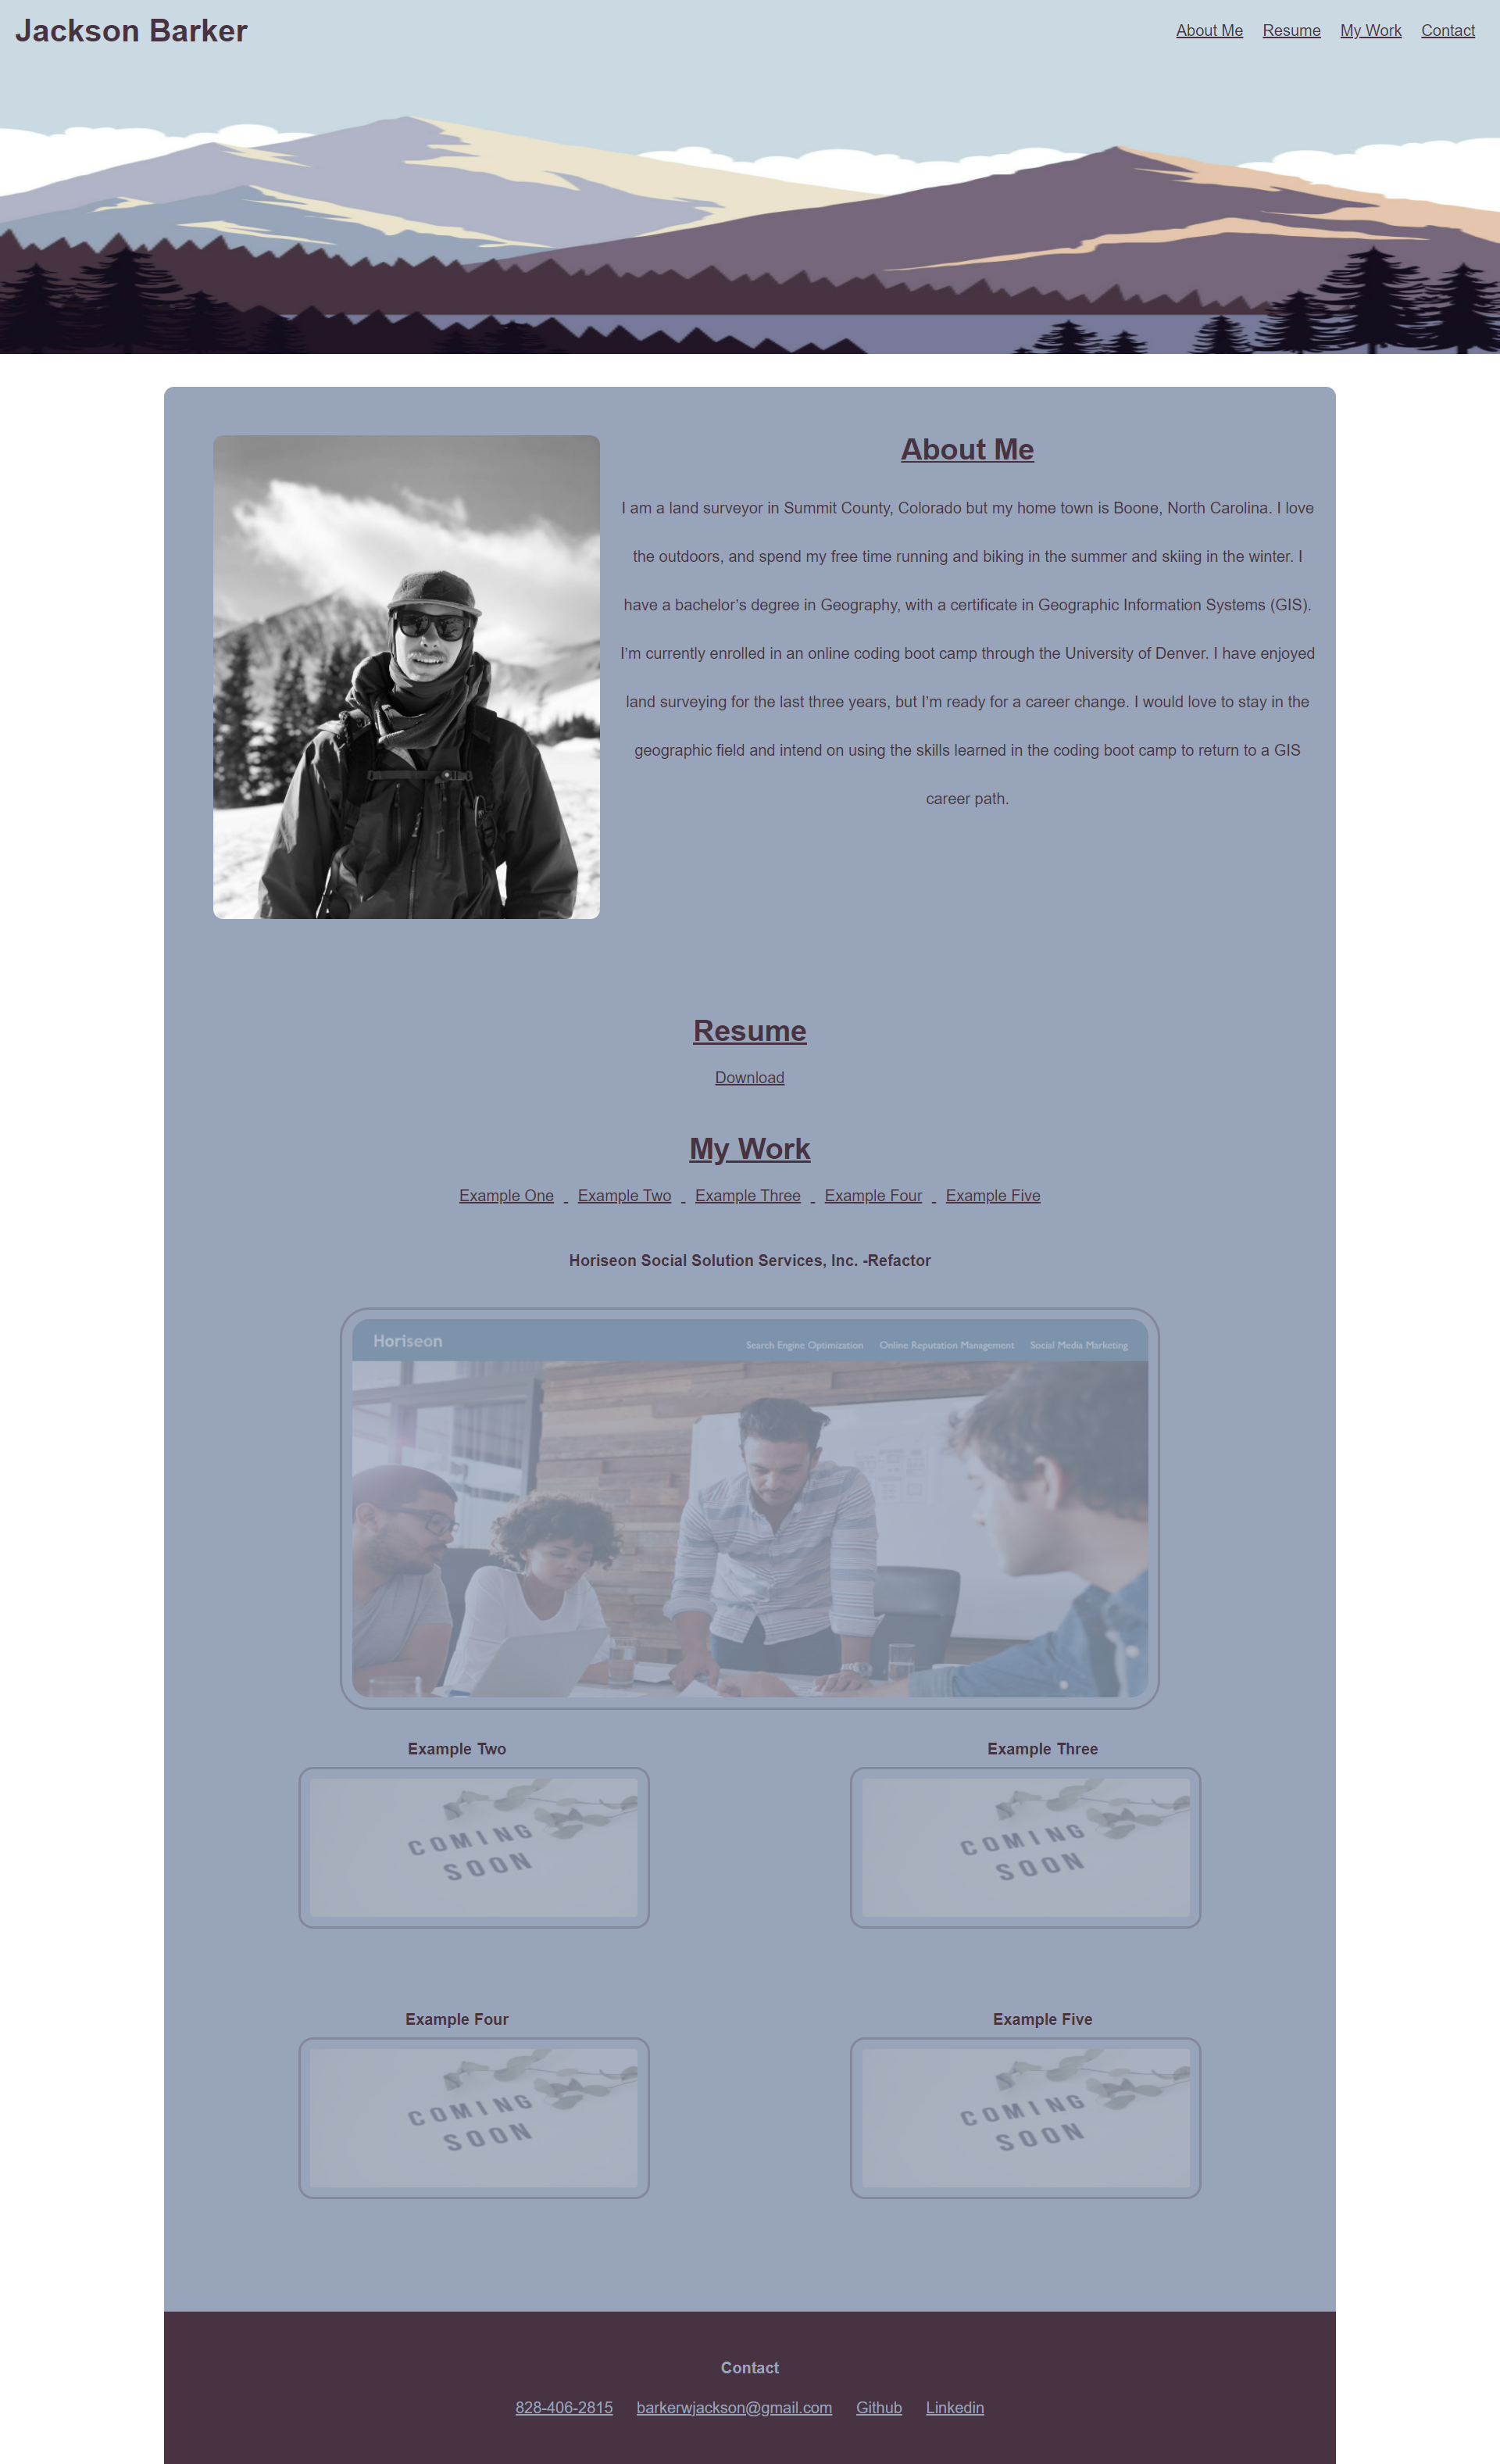 Jackson Barker
About Me Resume My Work Contact
About Me
I am a land surveyor in Summit County, Colorado but my home town is Boone, North Carolina. I love
the outdoors, and spend my free time running and biking in the summer and skiing in the winter. I
have a bachelor’s degree in Geography, with a certificate in Geographic Information Systems (GIS).
I’m currently enrolled in an online coding boot camp through the University of Denver. I have enjoyed
land surveying for the last three years, but I’m ready for a career change. I would love to stay in the
geographic field and intend on using the skills learned in the coding boot camp to return to a GIS
career path.
Resume
Download
My Work
Example One Example Two Example Three Example Four Example Five
Horiseon Social Solution Services, Inc. -Refactor
Horiseon
Search Engine Optimization Online Reputation Management Social Media Marketing
Example Two
COMING
SOON
Example Three
COMING
SOON
Example Four
COMING
SOON
Example Five
COMING
SOON
Contact
828-406-2815 barkerwjackson@gmail.com Github Linkedin